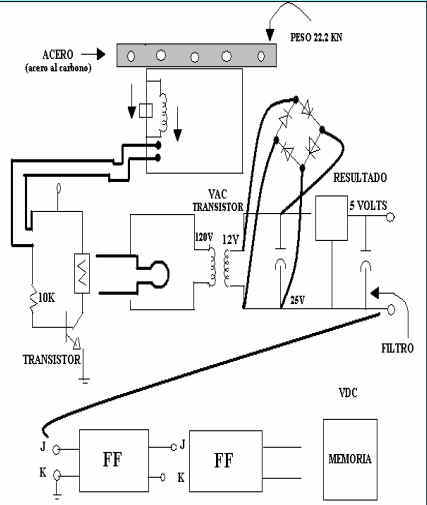 PESO 22,2 KN
ACERO
(acero al carbono)
RESULTADO
VAC
TRANSISTOR
5 VOLTS
120V
12V
10K
25V
TRANSISTOR
FILTRO
VDC
J
K
FF
J
K
FF
MEMORIA